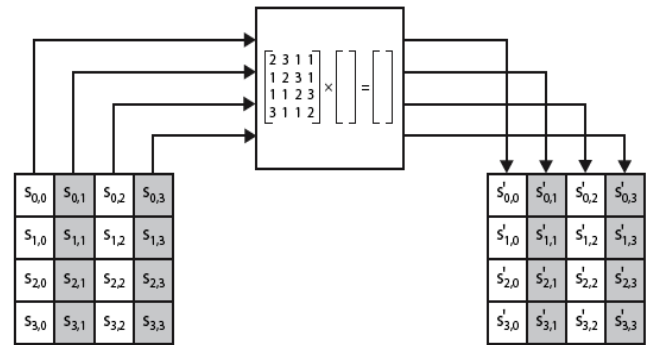 2 3 1 1
1 2 3 1
1 1 2 3
3 1 1 2
× =
S0,0 S0,1 S0,2 S0,3
S1,0 S1,1 S1,2 S1,3
S2,0 S2,1 S2,2 S2,3
S3,0 S3,1 S3,2 S3,3
S'0,0 S'0,1 S'0,2 S'0,3
S'1,0 S'1,1 S'1,2 S'1,3
S'2,0 S'2,1 S'2,2 S'2,3
S'3,0 S'3,1 S'3,2 S'3,3